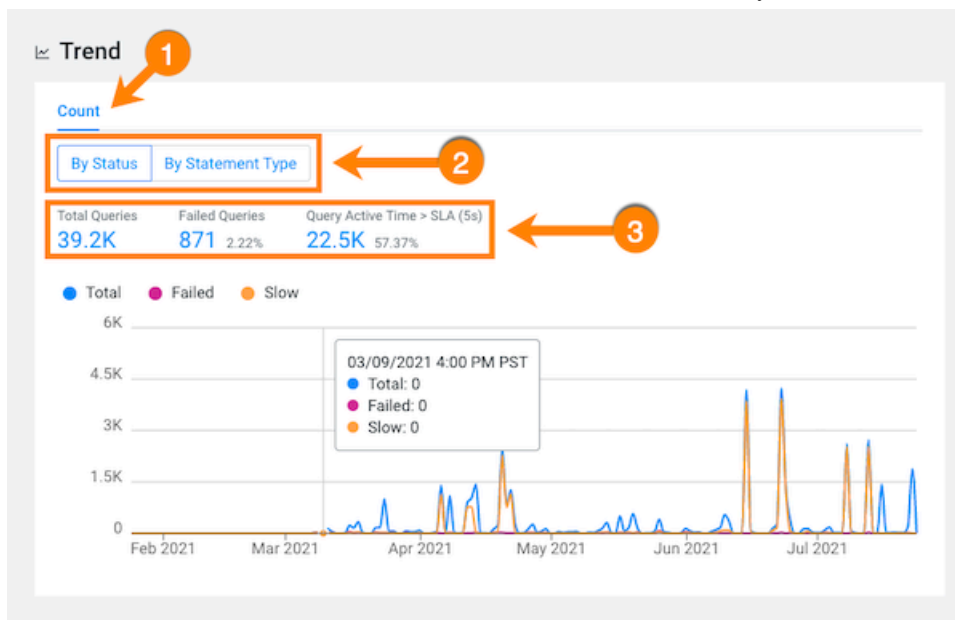 Trend
1
Count
By Status By Statement Type
2
Total Queries Failed Queries Query Active Time > SLA (5s)
39.2K 871 2.22% 22.5K 57.37%
3
Total Failed Slow
6K
03/09/2021 4:00 PM PST
4.5K
Total: 0
Failed: 0
3K
Slow: 0
1.5K
0
Feb 2021 Mar 2021 Apr 2021 May 2021 Jun 2021 Jul 2021